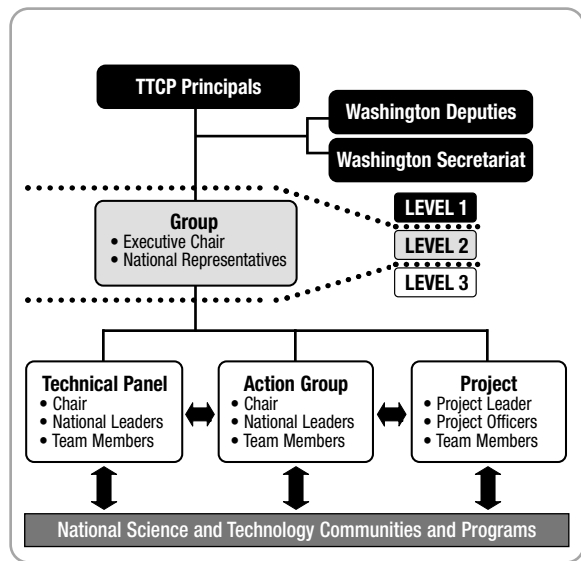 TTCP Principals
Washington Deputies
Washington Secretariat
Group
• Executive Chair
• National Representatives
LEVEL 1
LEVEL 2
LEVEL 3
Technical Panel
• Chair
• National Leaders
• Team Members
Action Group
• Chair
• National Leaders
• Team Members
Project
• Project Leader
• Project Officers
• Team Members
National Science and Technology Communities and Programs